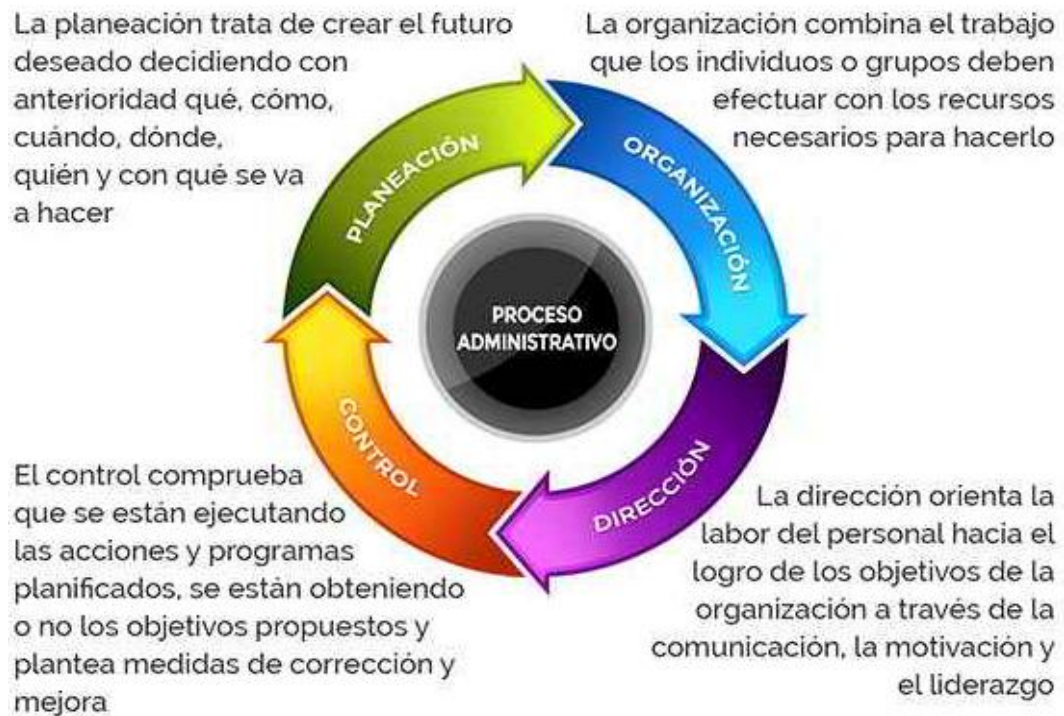 La planeación trata de crear el futuro
deseado decidiendo con
anterioridad qué, cómo,
cuándo, dónde,
quién y con qué se va
a hacer
La organización combina el trabajo
que los individuos o grupos deben
efectuar con los recursos
necesarios para hacerlo
PLANEACIÓN
ORGANIZACIÓN
PROCESO
ADMINISTRATIVO
CONTROL
DIRECCIÓN
El control comprueba
que se están ejecutando
las acciones y programas
planificados, se están obteniendo
o no los objetivos propuestos y
plantea medidas de corrección y
mejora
La dirección orienta la
labor del personal hacia el
logro de los objetivos de la
organización a través de la
comunicación, la motivación y
el liderazgo